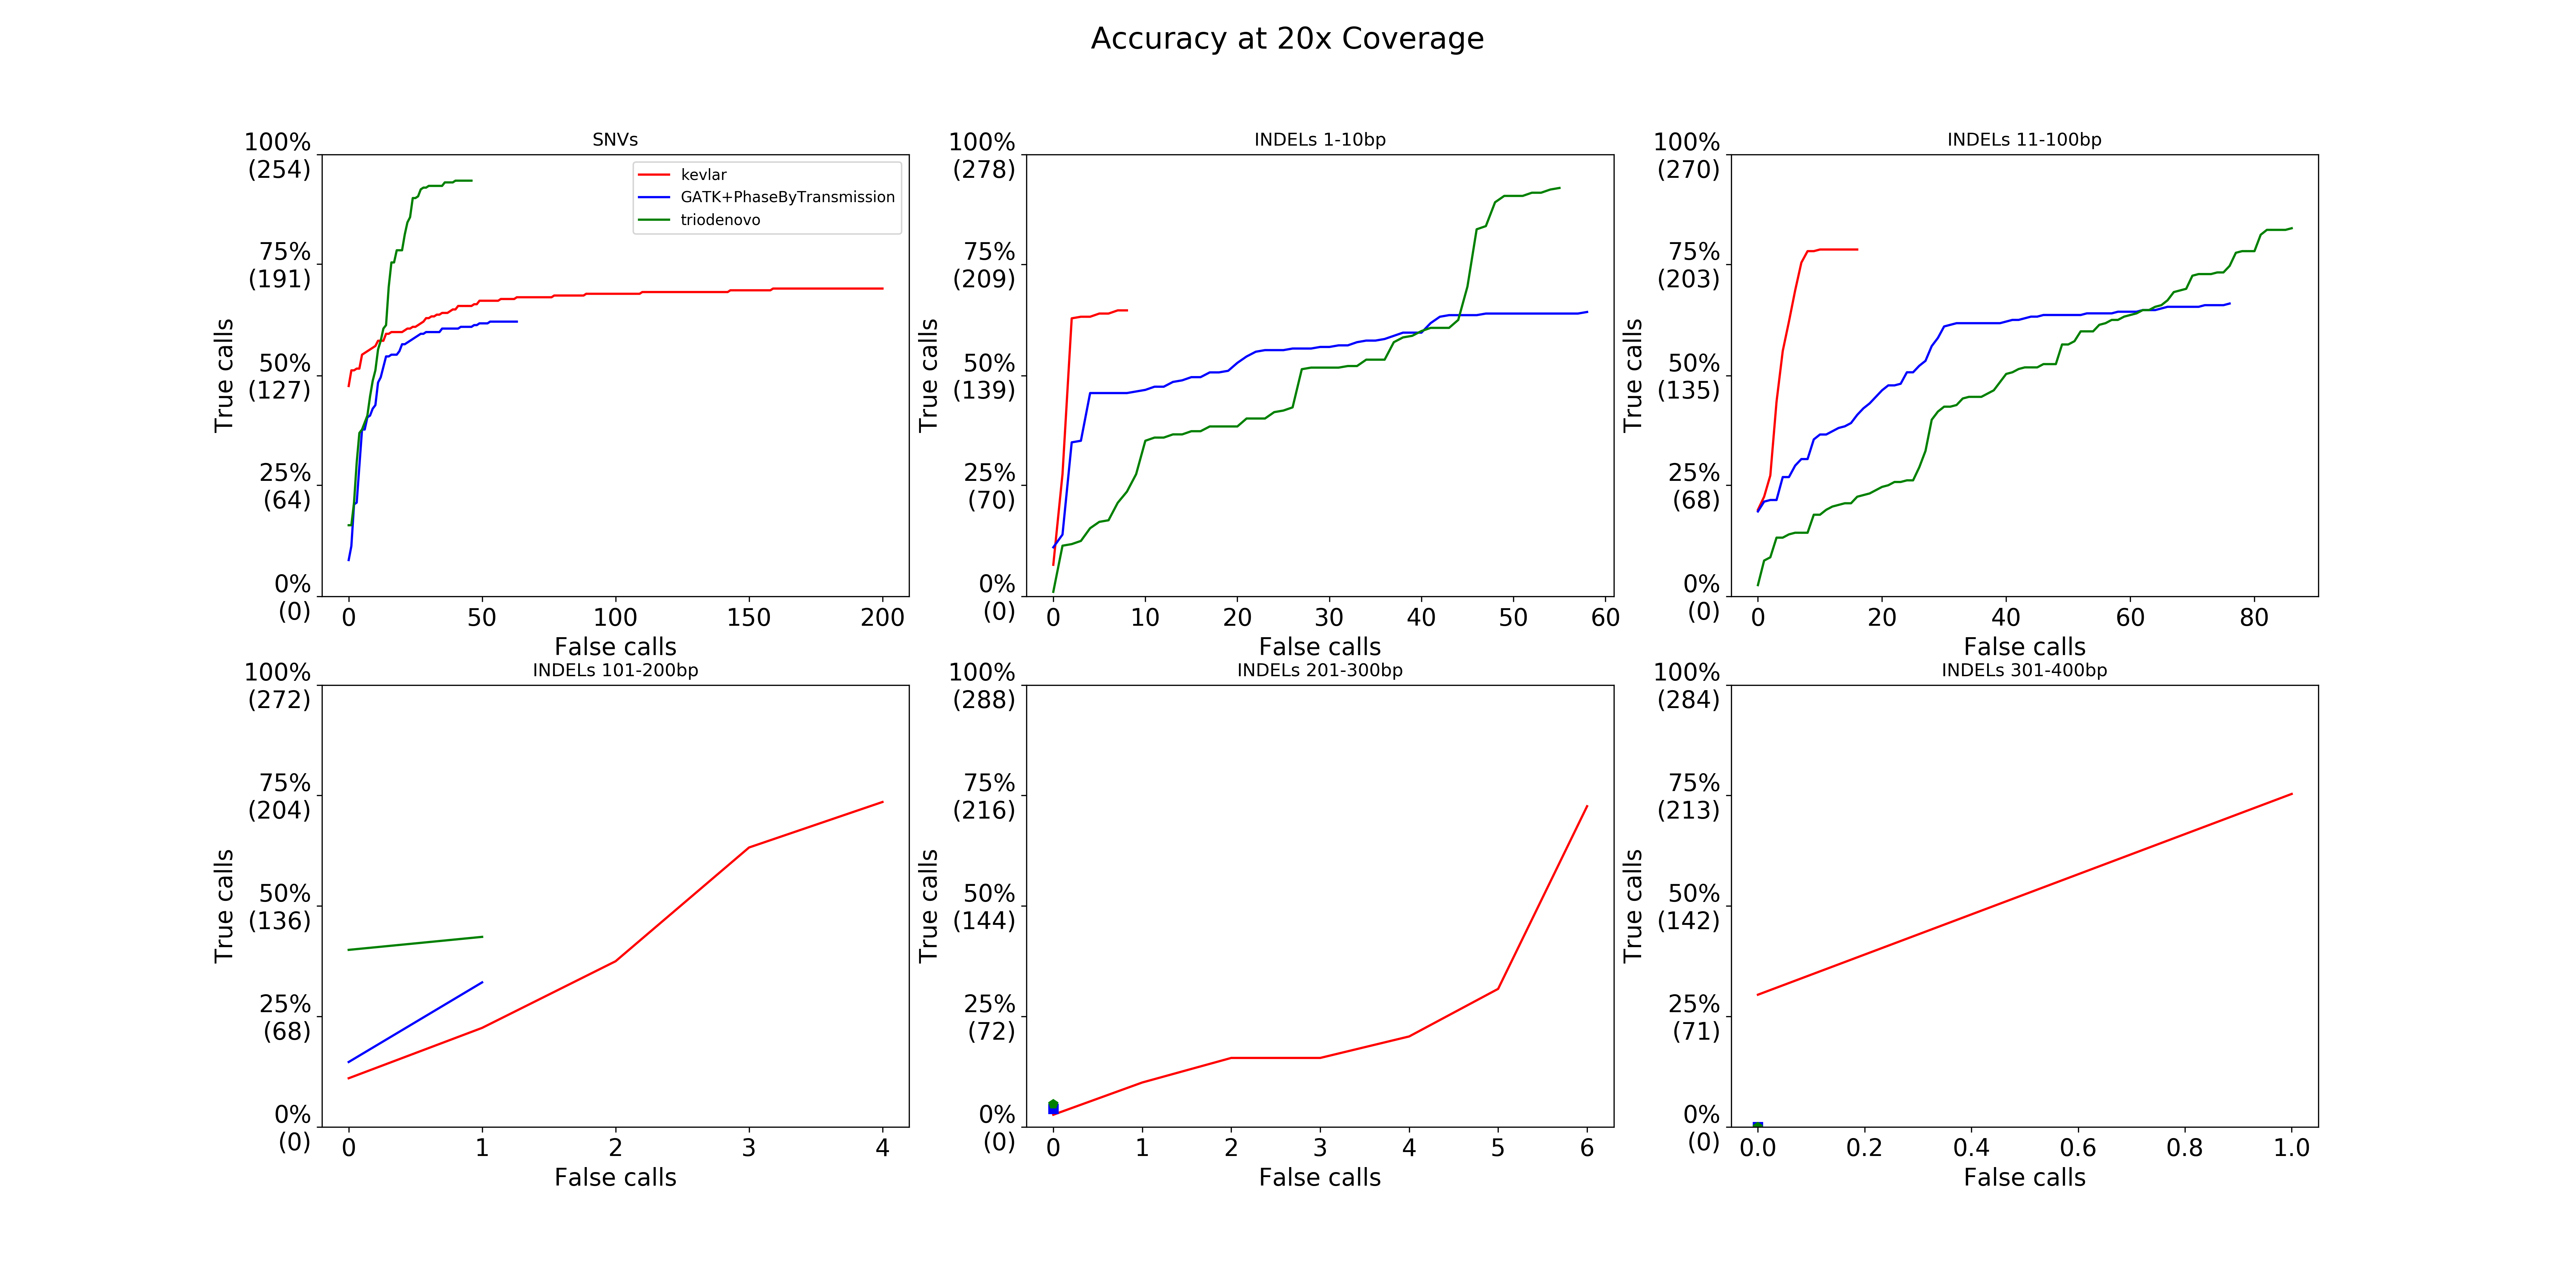 Accuracy at 20x Coverage
SNVs
100%
(254)
75%
(191)
50%
(127)
25%
(64)
0%
(0)
True calls
kevlar
GATK+PhaseByTransmission
triodenovo
0 50 100 150 200
False calls
INDELs 1-10bp
100%
(278)
75%
(209)
50%
(139)
25%
(70)
0%
(0)
True calls
0 10 20 30 40 50 60
False calls
INDELs 11-100bp
100%
(270)
75%
(203)
50%
(135)
25%
(68)
0%
(0)
True calls
0 20 40 60 80
False calls
INDELs 101-200bp
100%
(272)
75%
(204)
50%
(136)
25%
(68)
0%
(0)
True calls
0 1 2 3 4
False calls
INDELs 201-300bp
100%
(288)
75%
(216)
50%
(144)
25%
(72)
0%
(0)
True calls
0 1 2 3 4 5 6
False calls
INDELs 301-400bp
100%
(284)
75%
(213)
50%
(142)
25%
(71)
0%
(0)
True calls
0.0 0.2 0.4 0.6 0.8 1.0
False calls